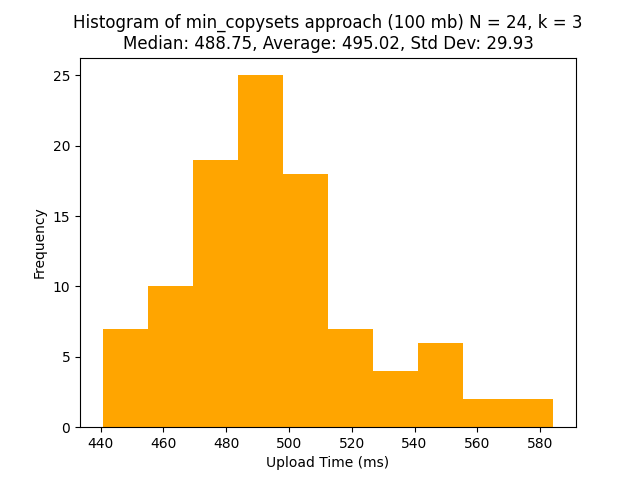 Histogram of min_copysets approach (100 mb) N = 24, k = 3
Median: 488.75, Average: 495.02, Std Dev: 29.93
25
20
15
10
5
0
Frequency
440 460 480 500 520 540 560 580
Upload Time (ms)